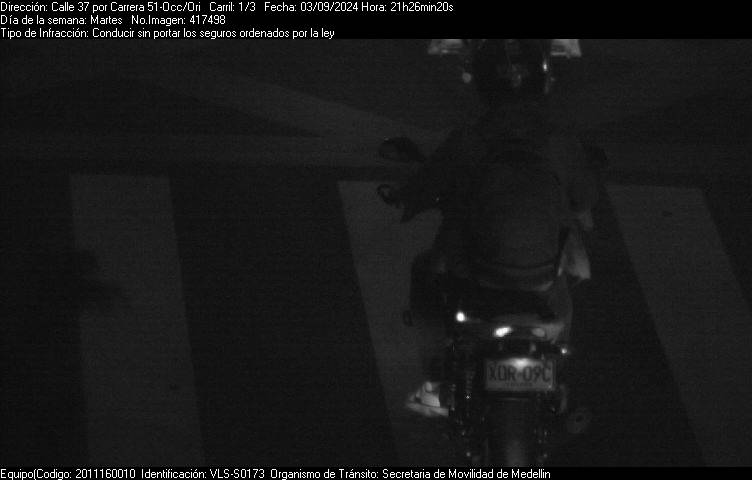 Dirección: Calle 37 por Carrera 51-Occ/Ori Carril: 1/3 Fecha: 03/09/2024 Hora: 21h26min20s
Día de la semana: Martes No.Imagen: 417498
Tipo de Infracción: Conducir sin portar los seguros ordenados por la ley
XOR-09C
Equipo(Codigo: 2011160010 Identificación: VLS-S0173 Organismo de Tránsito: Secretaria de Movilidad de Medellin